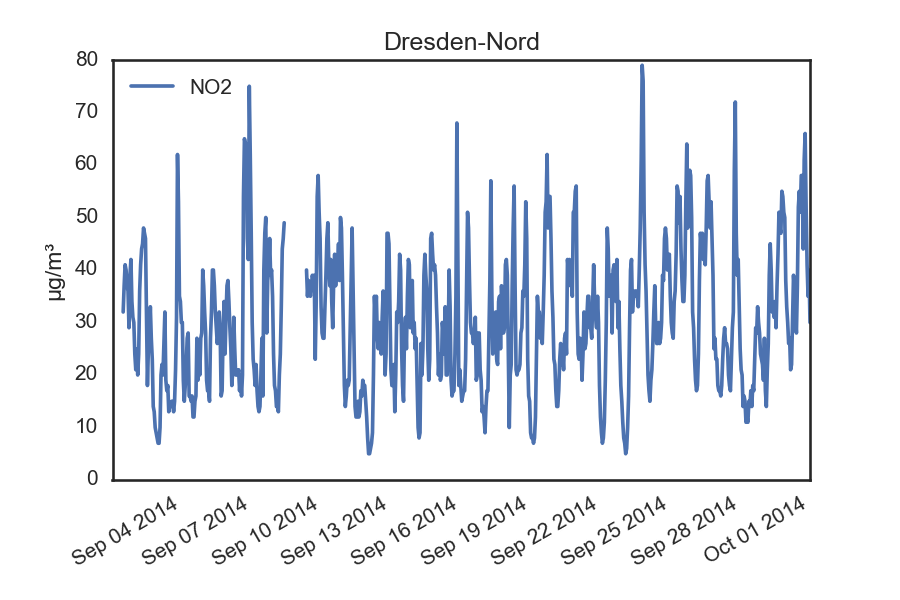 Dresden-Nord
NO2
µg/m³
80
70
60
50
40
30
20
10
0
Sep 04 2014
Sep 07 2014
Sep 10 2014
Sep 13 2014
Sep 16 2014
Sep 19 2014
Sep 22 2014
Sep 25 2014
Sep 28 2014
Oct 01 2014